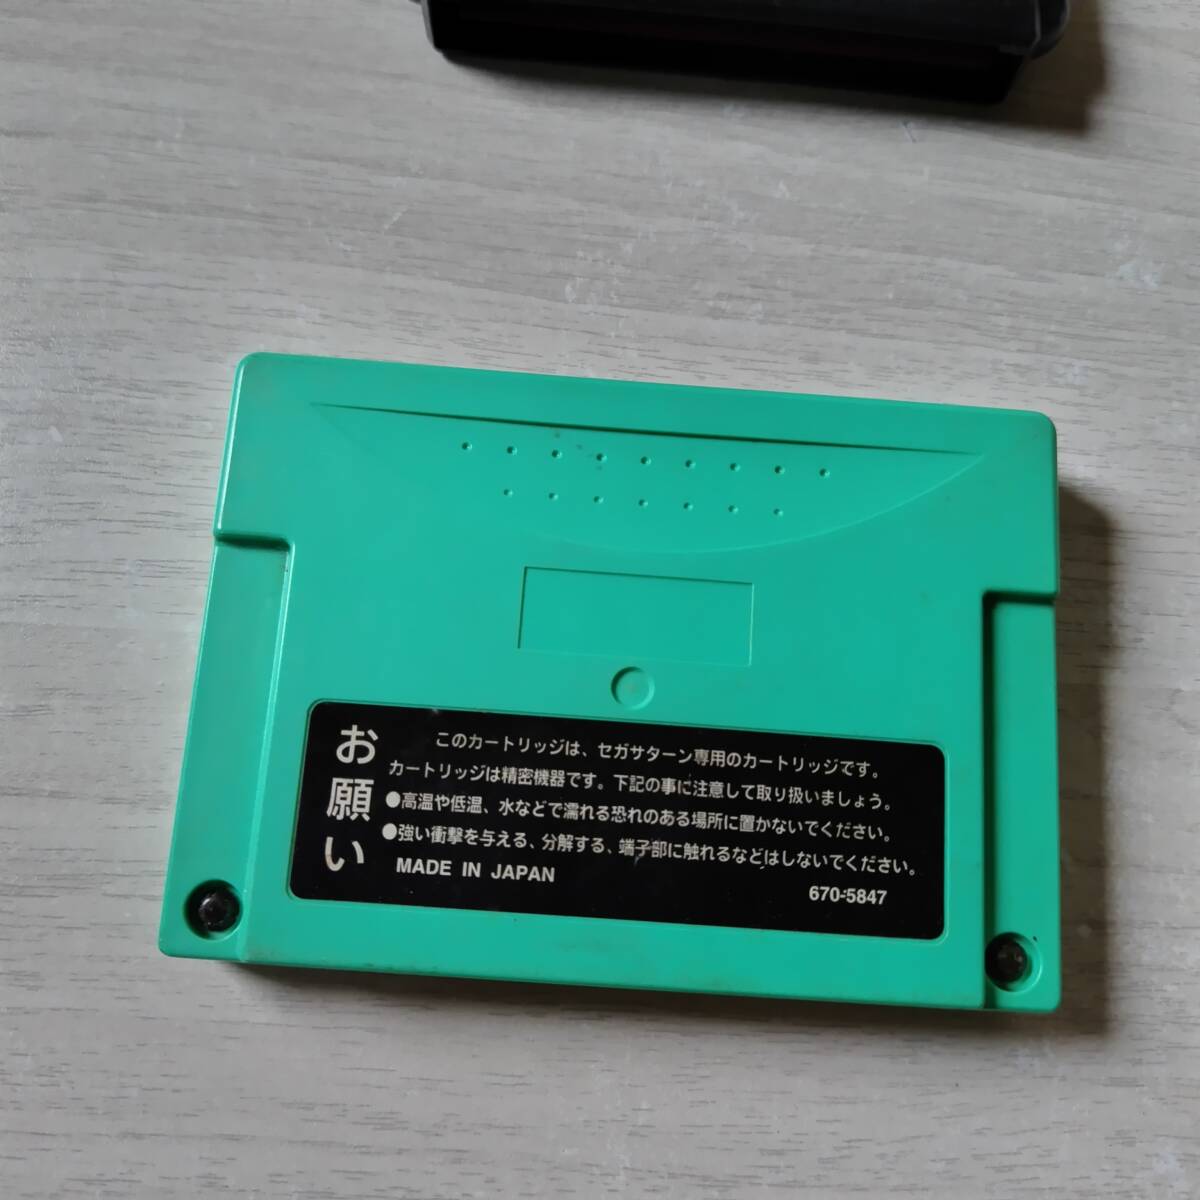 お願い
このカートリッジは、セガサターン専用のカートリッジです。
カートリッジは精密機器です。下記の事に注意して取り扱いましょう。
●高温や低温、水などで濡れる恐れのある場所に置かないでください。
●強い衝撃を与える、分解する、端子部に触れるなどはしないでください。
MADE IN JAPAN
670-5847